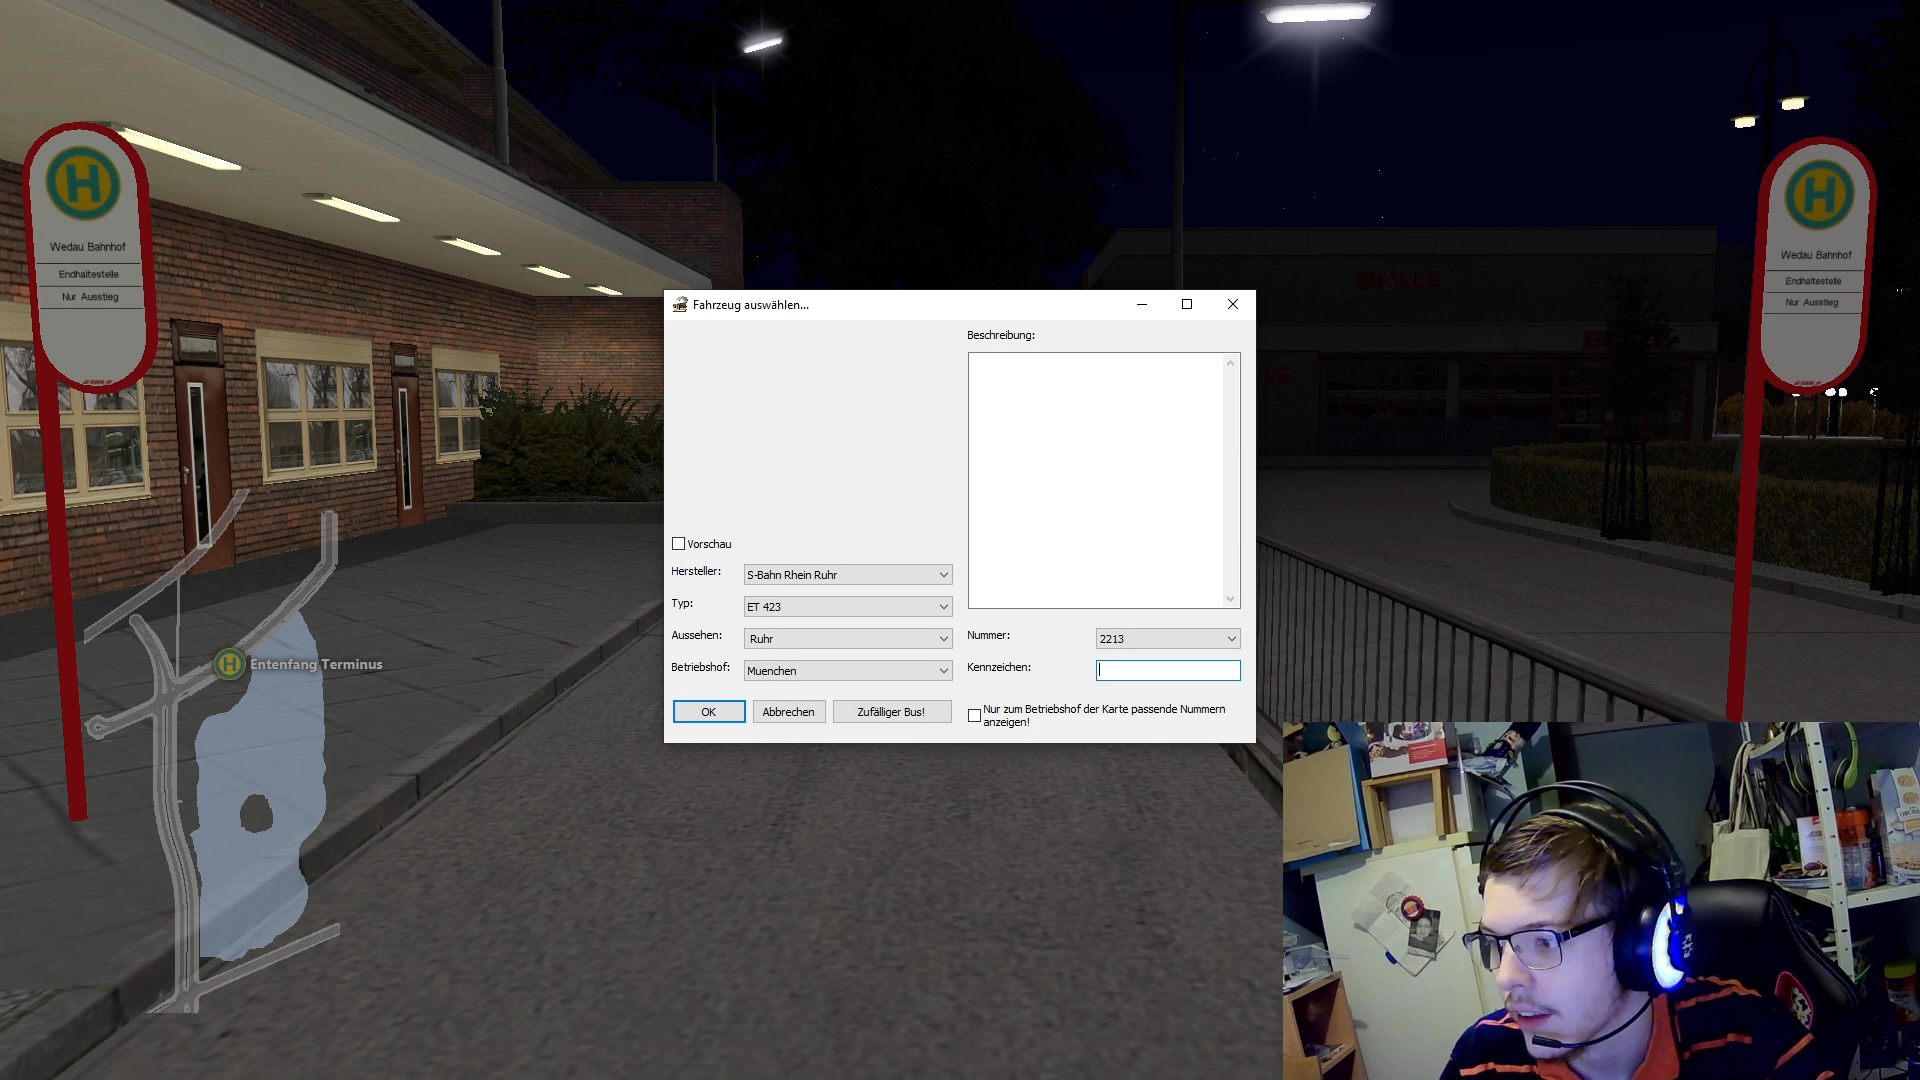 H
Wedau Bahnhof
Endhaltestelle
Nur Ausstieg
H
Wedau Bahnhof
Endhaltestelle
Nur Ausstieg
H Entenfang Terminus
Fahrzeug auswählen...
Beschreibung:
Vorschau
Hersteller: S-Bahn Rhein Ruhr
Typ: ET 423
Aussehen: Ruhr
Nummer: 2213
Betriebshof: Muenchen
Kennzeichen:
OK Abbrechen Zufälliger Bus!
Nur zum Betriebshof der Karte passende Nummern
anzeigen!